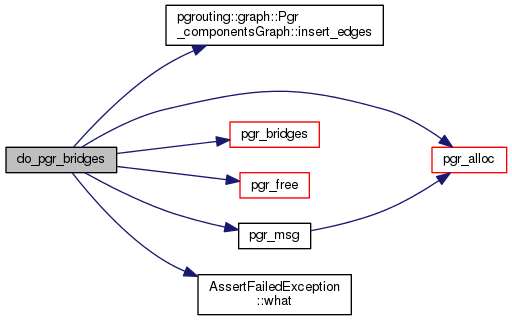 pgrouting::graph::Pgr
_componentsGraph::insert_edges
do_pgr_bridges
pgr_bridges
pgr_alloc
pgr_free
pgr_msg
AssertFailedException
::what